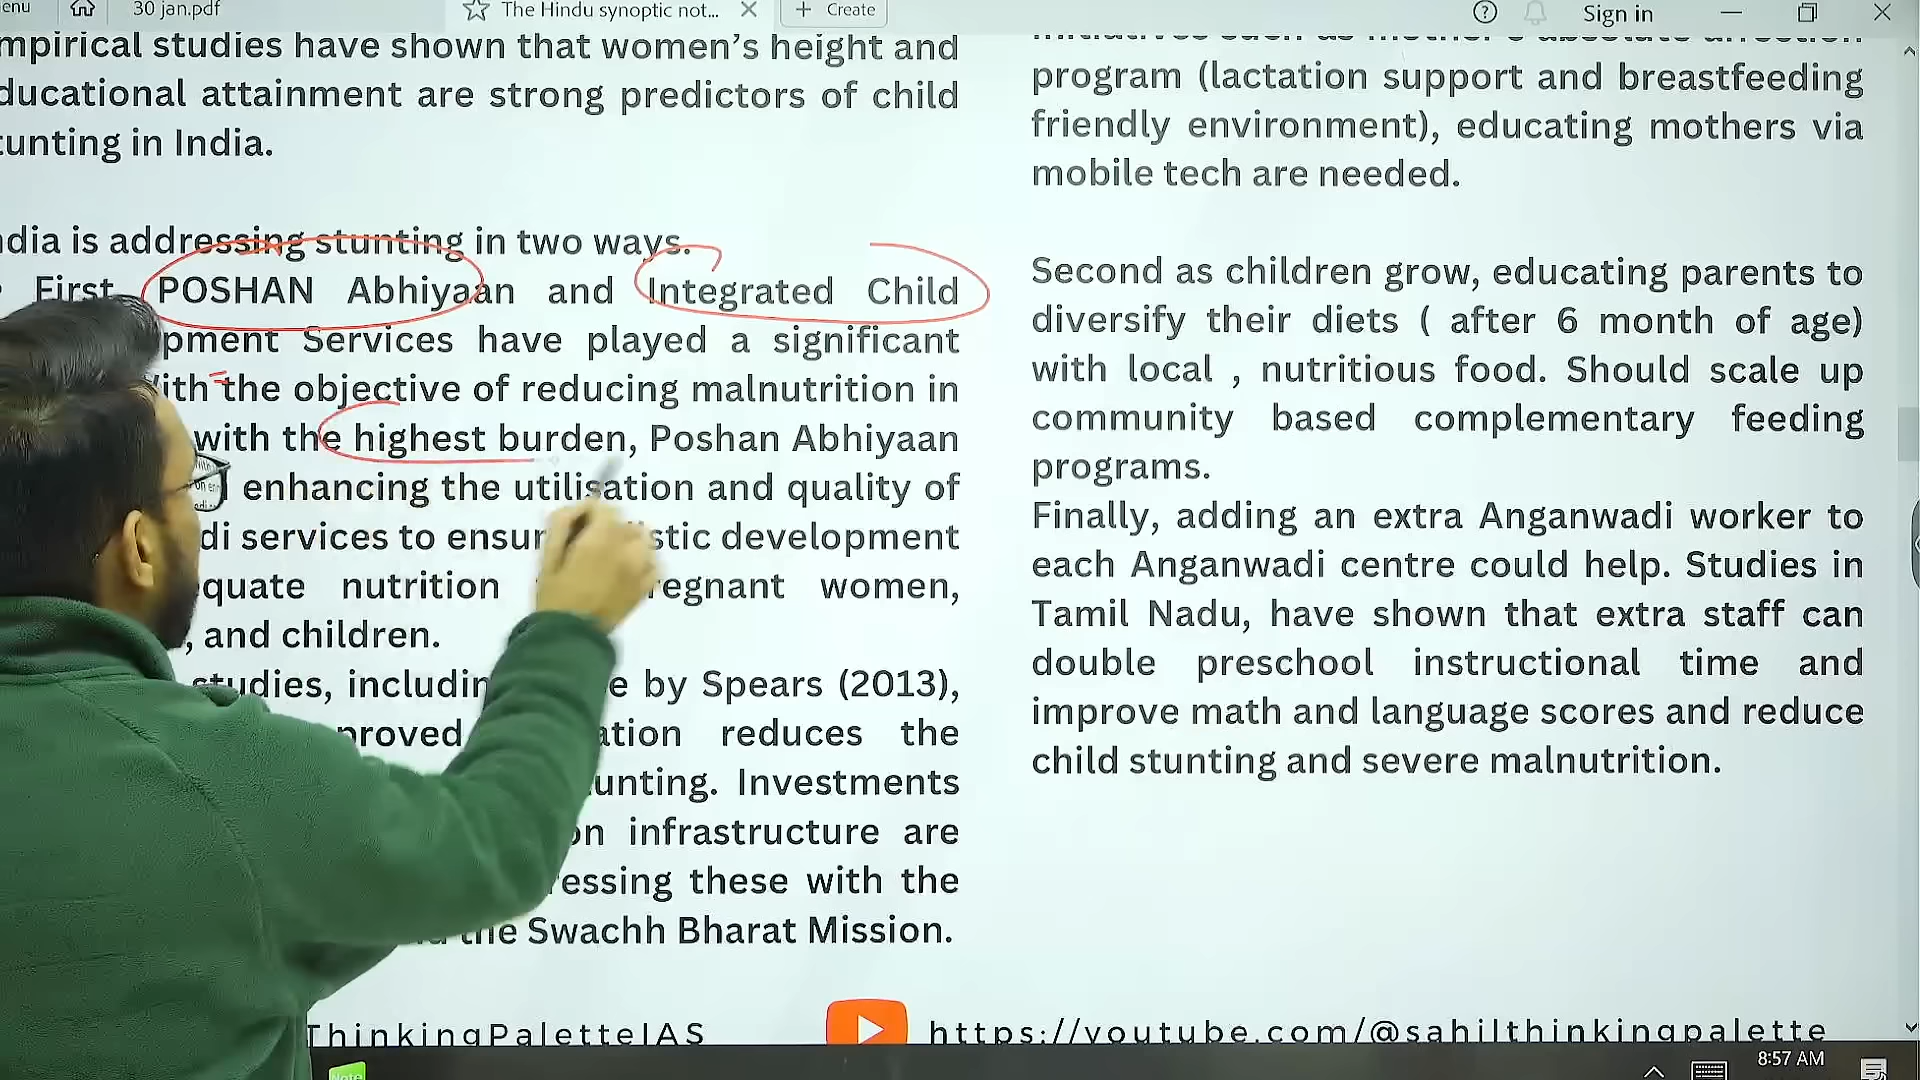 enu
30 jan.pdf
The Hindu synoptic not...
Create
Sign in
mpirical studies have shown that women's height and
ducational attainment are strong predictors of child
tunting in India.
ndia is addressing stunting in two ways.
First POSHAN Abhiyaan and Integrated Child
pment Services have played a significant
ith the objective of reducing malnutrition in
with the highest burden, Poshan Abhiyaan
enhancing the utilisation and quality of
di services to ensur stic development
equate nutrition regnant women,
, and children.
studies, includin e by Spears (2013),
proved ation reduces the
unting. Investments
on infrastructure are
essing these with the
the Swachh Bharat Mission.
program (lactation support and breastfeeding
friendly environment), educating mothers via
mobile tech are needed.
Second as children grow, educating parents to
diversify their diets ( after 6 month of age)
with local , nutritious food. Should scale up
community based complementary feeding
programs.
Finally, adding an extra Anganwadi worker to
each Anganwadi centre could help. Studies in
Tamil Nadu, have shown that extra staff can
double preschool instructional time and
improve math and language scores and reduce
child stunting and severe malnutrition.
ThinkingPaletteIAS
https://youtube.com/@sahilthinkingpalette
Note
8:57 AM